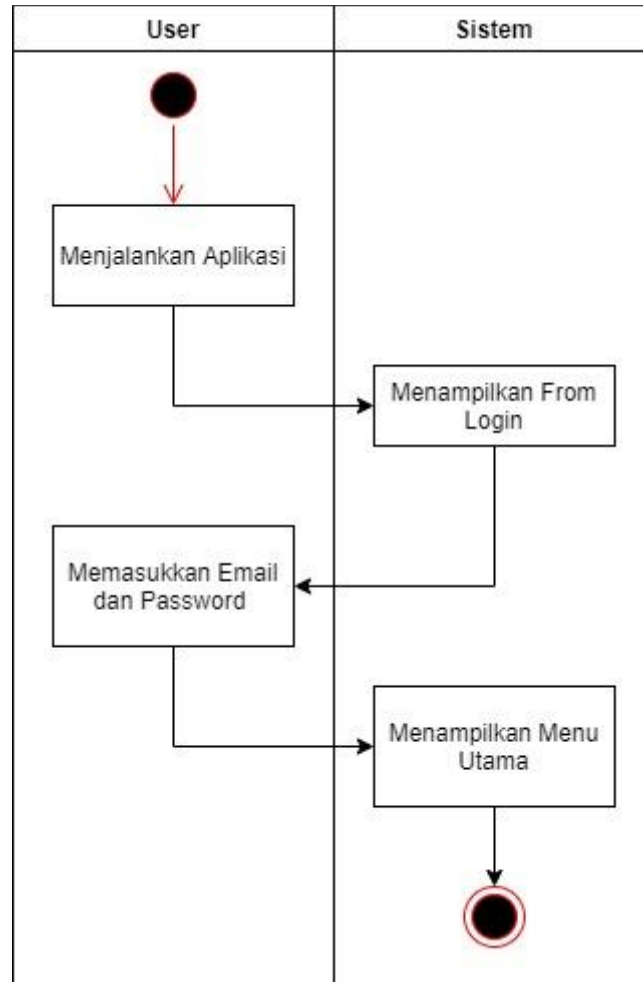 User
Sistem
Menjalankan Aplikasi
Menampilkan From
Login
Memasukkan Email
dan Password
Menampilkan Menu
Utama